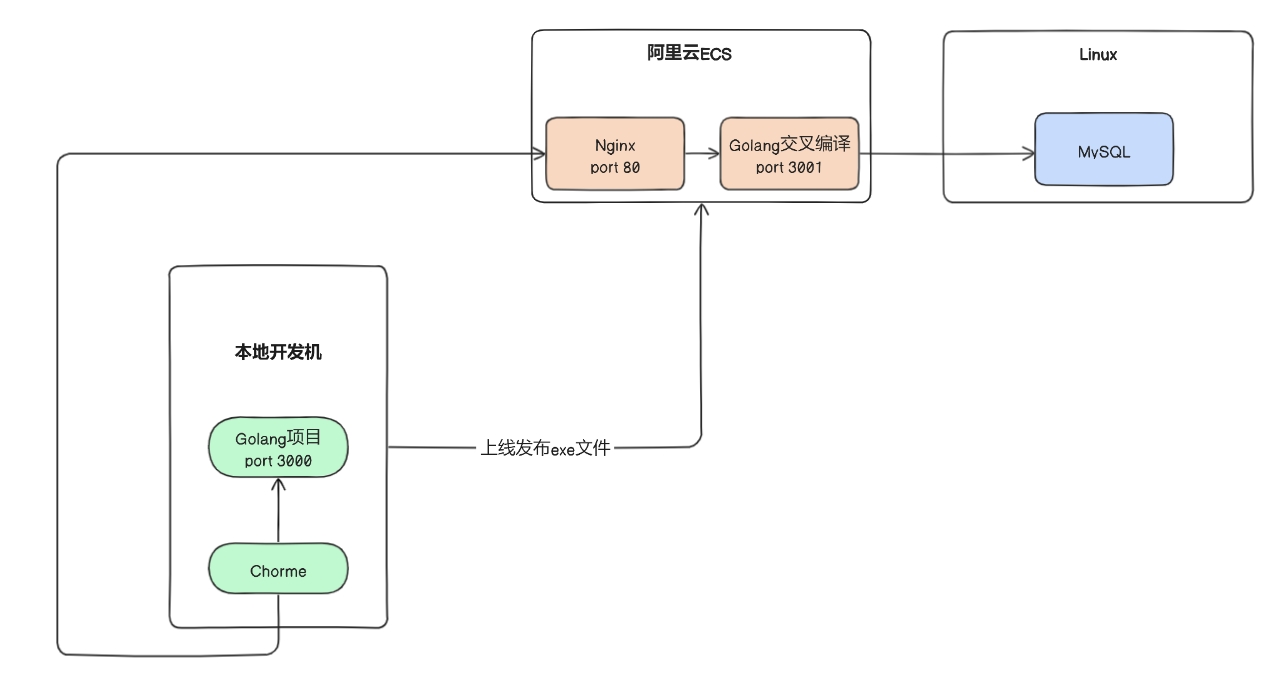 阿里云ECS
Linux
Nginx
port 80
Golang交叉编译
port 3001
MySQL
本地开发机
Golang项目
port 3000
上线发布exe文件
Chorme